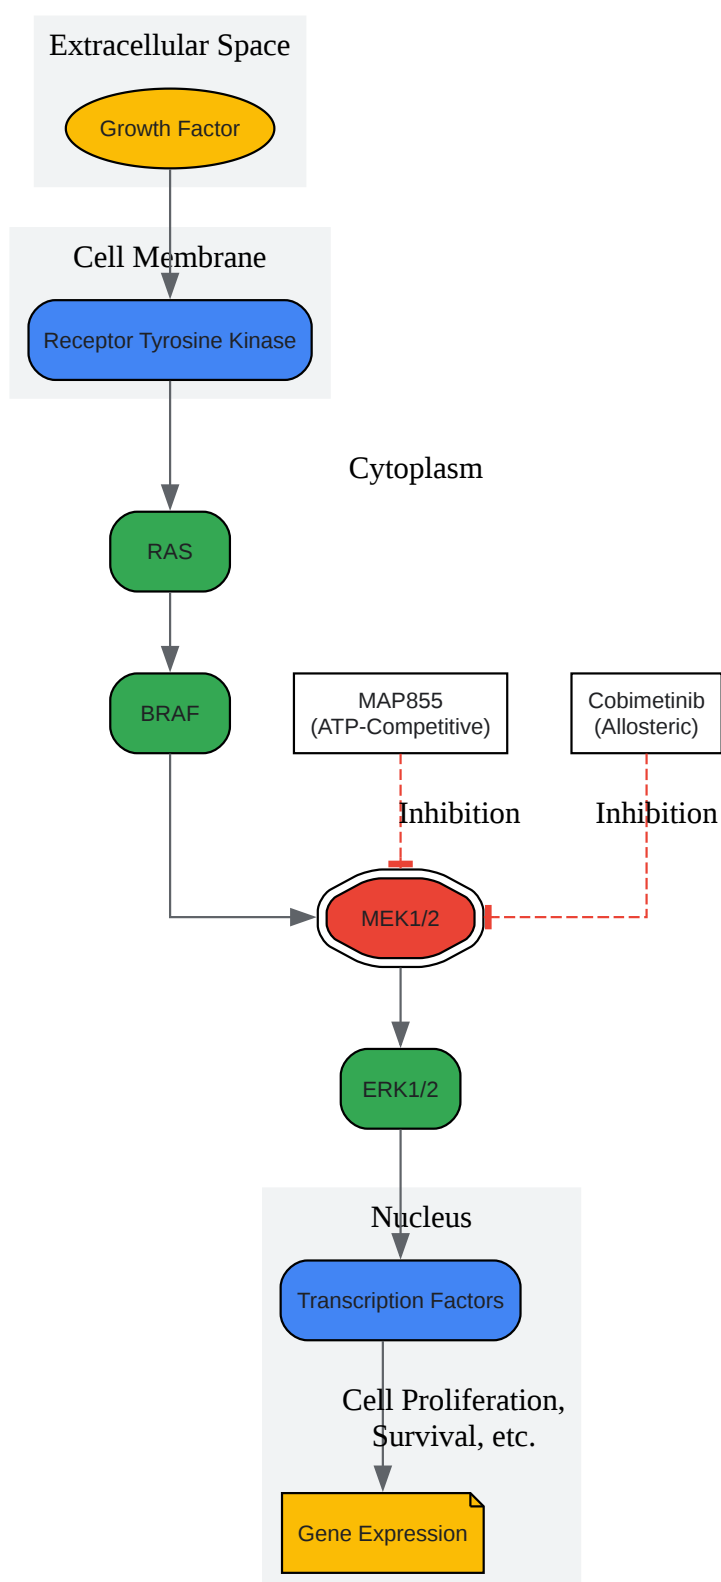 Extracellular Space
Growth Factor
Cell Membrane
Receptor Tyrosine Kinase
Cytoplasm
RAS
BRAF
MAP855
(ATP-Competitive)
Cobimetinib
(Allosteric)
Inhibition
Inhibition
MEK1/2
ERK1/2
Nucleus
Transcription Factors
Cell Proliferation,
Survival, etc.
Gene Expression